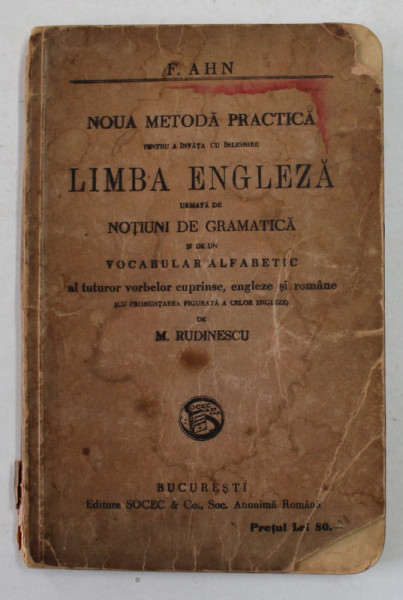 F. AHN
NOUA METODĂ PRACTICĂ
PENTRU A ÎNVĂȚA CU ÎNLESNIRE
LIMBA ENGLEZĂ
URMATĂ DE
NOȚIUNI DE GRAMATICĂ
ȘI DE UN
VOCABULAR ALFABETIC
al tuturor vorbelor cuprinse, engleze și române
(CU PRONUNȚAREA FIGURATĂ A CELOR ENGLEZE)
DE
M. RUDINESCU
SOCEC
BUCUREȘTI
Editura SOCEC & Co., Soc. Anonimă Română
Prețul Lei 80.—